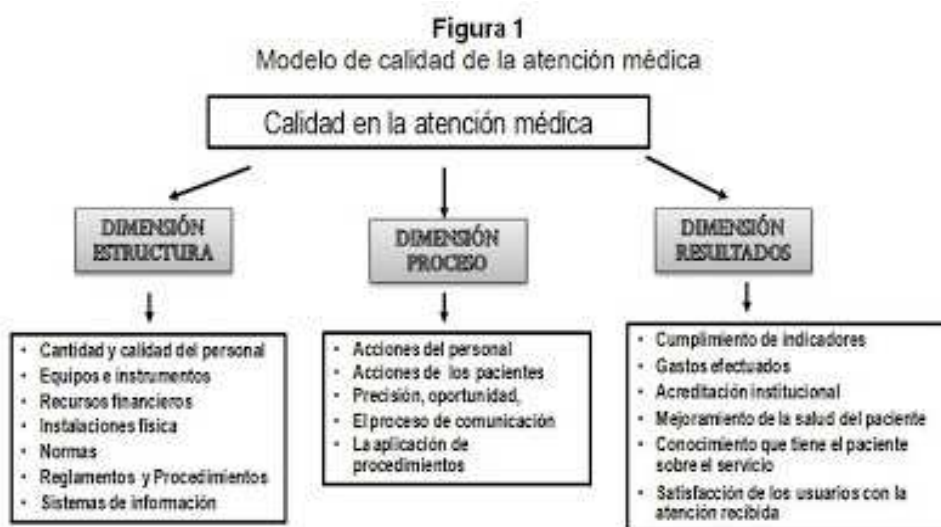 Figura 1
Modelo de calidad de la atención médica
Calidad en la atención médica
DIMENSIÓN
ESTRUCTURA
DIMENSIÓN
PROCESO
DIMENSIÓN
RESULTADOS
• Cantidad y calidad del personal
• Equipos e instrumentos
• Recursos financieros
• Instalaciones física
• Normas
• Reglamentos y Procedimientos
• Sistemas de información
• Acciones del personal
• Acciones de los pacientes
• Precisión, oportunidad,
• El proceso de comunicación
• La aplicación de
procedimientos
• Cumplimiento de indicadores
• Gastos efectuados
• Acreditación institucional
• Mejoramiento de la salud del paciente
• Conocimiento que tiene el paciente
sobre el servicio
• Satisfacción de los usuarios con la
atención recibida